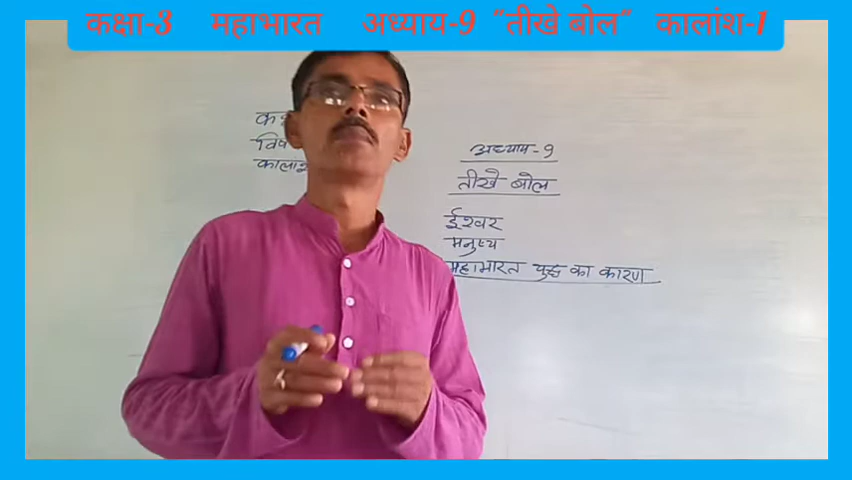 कक्षा-3 महाभारत अध्याय-9 "तीखे बोल" कालांश-1
अध्याय-9
तीखे बोल
ईश्वर
मनुष्य
महाभारत युद्ध का कारण